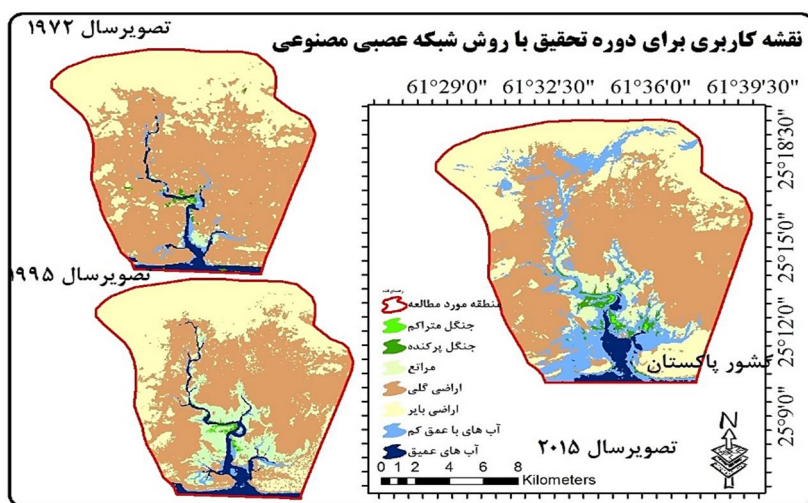 نقشه کاربری برای دوره تحقیق با روش شبکه عصبی مصنوعی
تصویرسال ۱۹۷۲
61°29'0" 61°32'30" 61°36'0" 61°39'30"
25°18'30"
25°15'0"
25°12'0"
25°9'0"
تصویرسال ۱۹۹۵
منطقه مورد مطالعه
جنگل متراکم
جنگل پرکنده
مراتع
اراضی گلی
اراضی بایر
آب های با عمق کم
آب های عمیق
کشور پاکستان
تصویرسال ۲۰۱۵
N
0 1 2 4 6 8
Kilometers